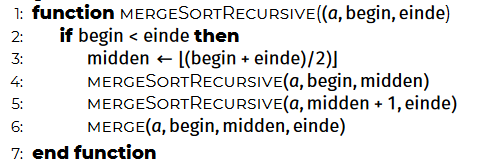 1: function MERGESORTRECURSIVE((a, begin, einde)
2: if begin < einde then
3: midden ← ⌊(begin + einde)/2)⌋
4: MERGESORTRECURSIVE(a, begin, midden)
5: MERGESORTRECURSIVE(a, midden + 1, einde)
6: MERGE(a, begin, midden, einde)
7: end function